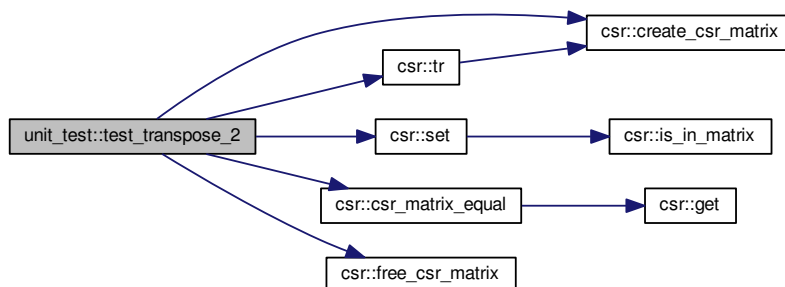 csr::create_csr_matrix
csr::tr
unit_test::test_transpose_2
csr::set
csr::is_in_matrix
csr::csr_matrix_equal
csr::get
csr::free_csr_matrix